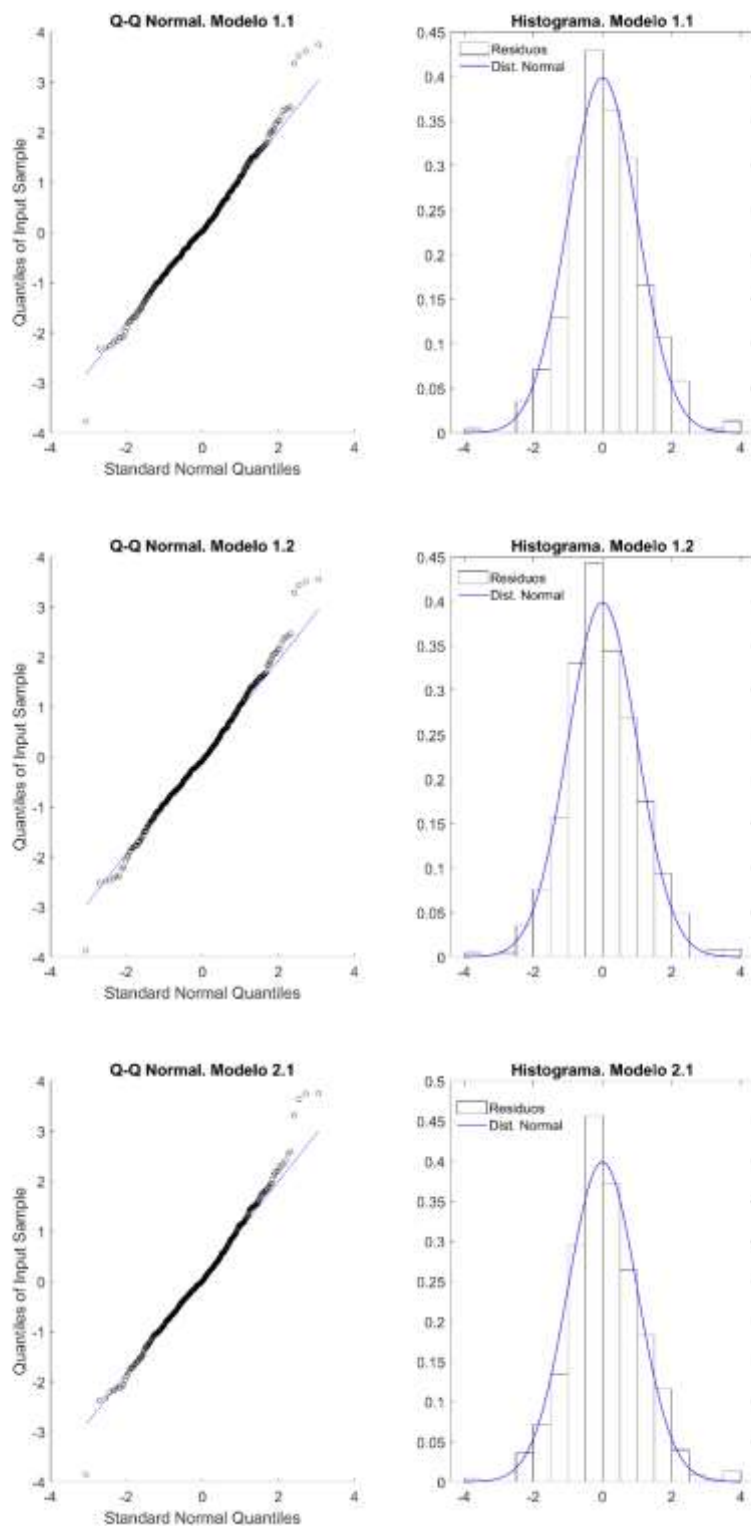 Q-Q Normal. Modelo 1.1
4
3
2
1
0
-1
-2
-3
-4
Quantiles of Input Sample
-4 -2 0 2 4
Standard Normal Quantiles
Histograma. Modelo 1.1
0.45
0.4
0.35
0.3
0.25
0.2
0.15
0.1
0.05
0
Residuos
Dist. Normal
-4 -2 0 2 4
Q-Q Normal. Modelo 1.2
4
3
2
1
0
-1
-2
-3
-4
Quantiles of Input Sample
-4 -2 0 2 4
Standard Normal Quantiles
Histograma. Modelo 1.2
0.45
0.4
0.35
0.3
0.25
0.2
0.15
0.1
0.05
0
Residuos
Dist. Normal
-4 -2 0 2 4
Q-Q Normal. Modelo 2.1
4
3
2
1
0
-1
-2
-3
-4
Quantiles of Input Sample
-4 -2 0 2 4
Standard Normal Quantiles
Histograma. Modelo 2.1
0.5
0.45
0.4
0.35
0.3
0.25
0.2
0.15
0.1
0.05
0
Residuos
Dist. Normal
-4 -2 0 2 4